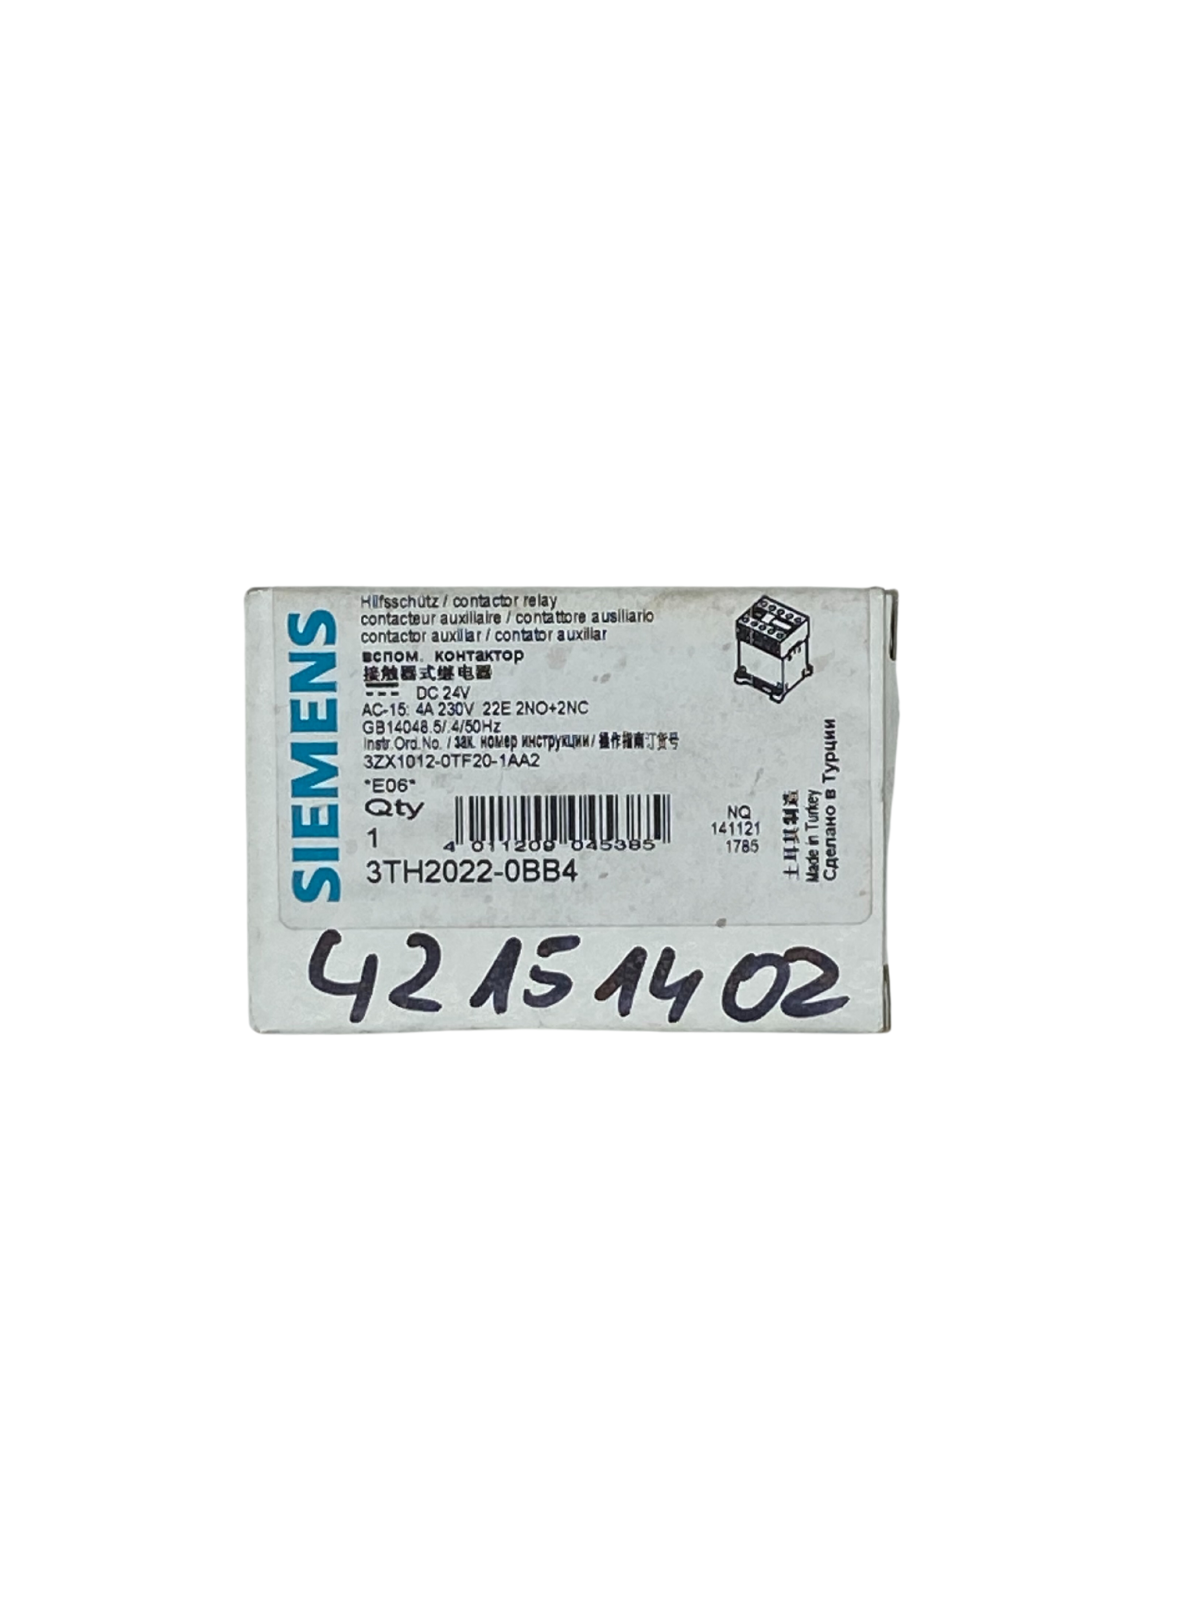 SIEMENS
Hilfsschütz / contactor relay
contacteur auxiliaire / contattore ausiliario
contactor auxiliar / contator auxiliar
вспом. контактор
接触器式继电器
DC 24V
AC-15: 4A 230V 22E 2NO+2NC
GB14048.5/.4/50Hz
Instr.Ord.No. / зак. номер инструкции / 操作指南订货号
3ZX1012-0TF20-1AA2
*E06*
Qty
1
4 011209 045385
3TH2022-0BB4
NQ
141121
1785
土耳其制造
Made in Turkey
Сделано в Турции
42 15 14 02